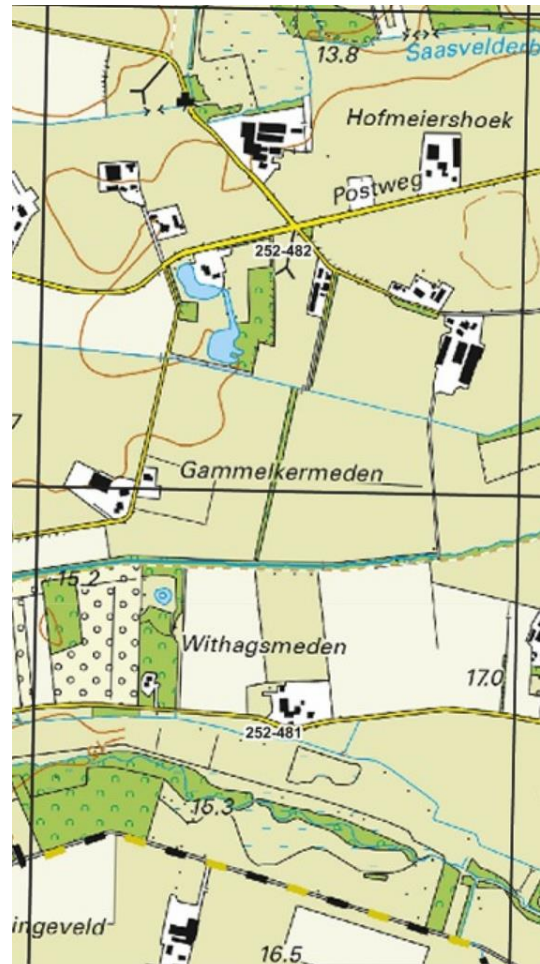 13.8
Saasvelderb
Hofmeiershoek
Postweg
252-482
7
Gammelkermeden
15.2
Withagsmeden
17.0
252-481
15.3
ingeveld
16.5